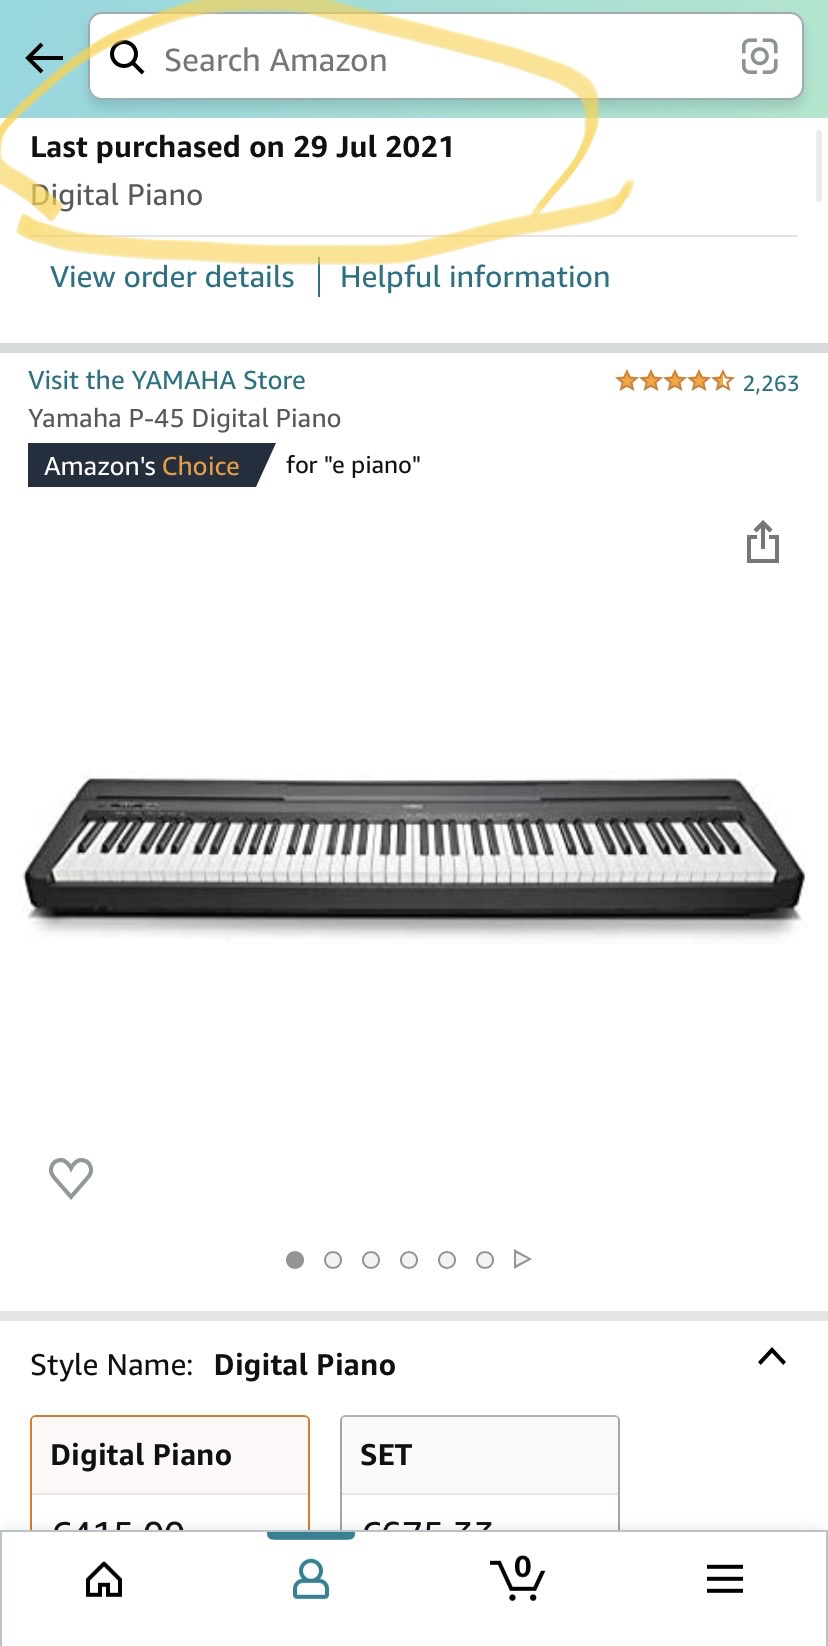 Search Amazon
Last purchased on 29 Jul 2021
Digital Piano
View order details | Helpful information
Visit the YAMAHA Store 2,263
Yamaha P-45 Digital Piano
Amazon's Choice for "e piano"
Style Name: Digital Piano
Digital Piano SET
0